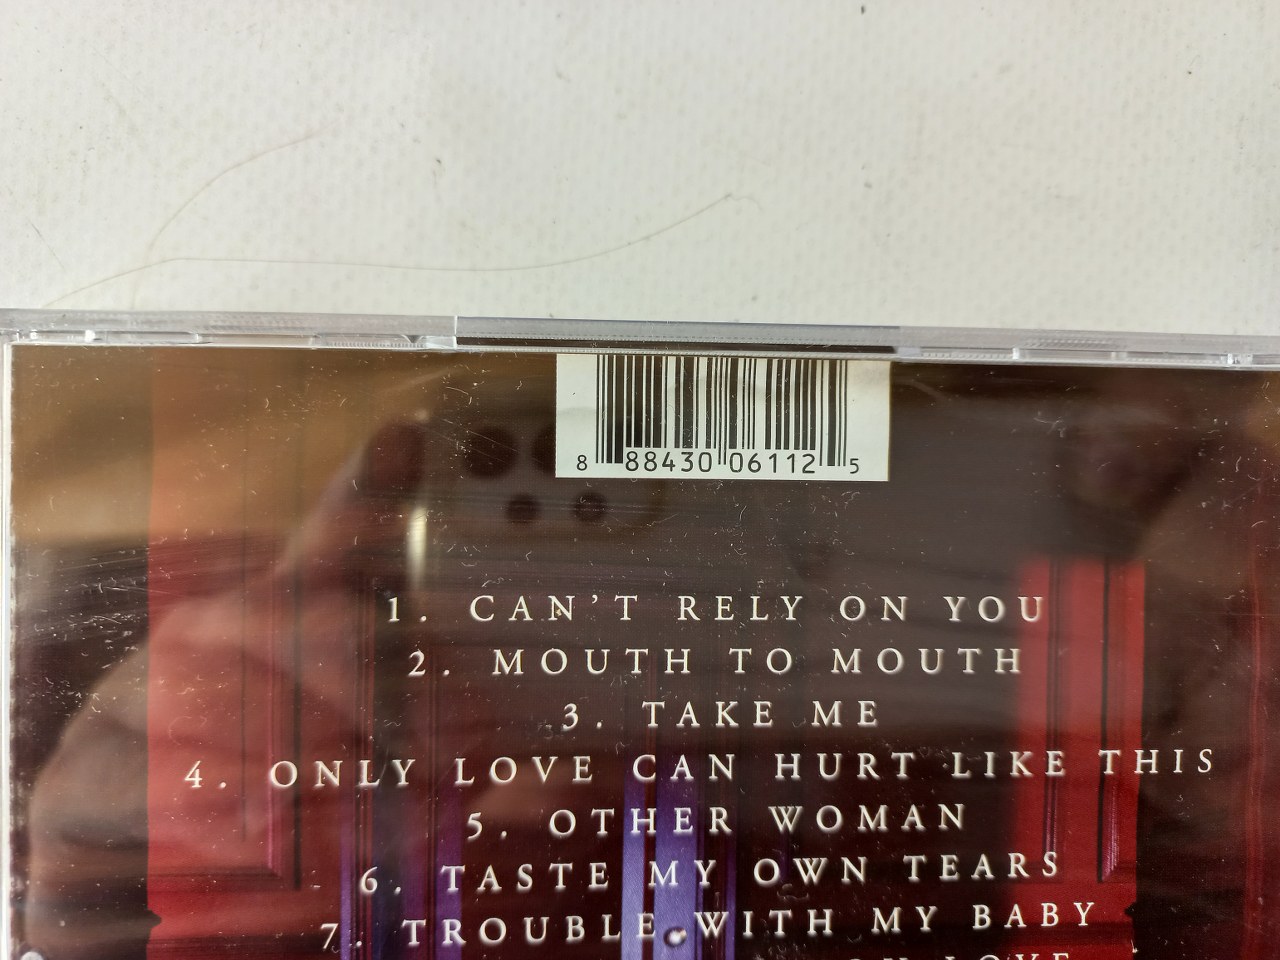 8 88430 06112 5
1. CAN'T RELY ON YOU
2. MOUTH TO MOUTH
3. TAKE ME
4. ONLY LOVE CAN HURT LIKE THIS
5. OTHER WOMAN
6. TASTE MY OWN TEARS
7. TROUBLE WITH MY BABY
LOVE